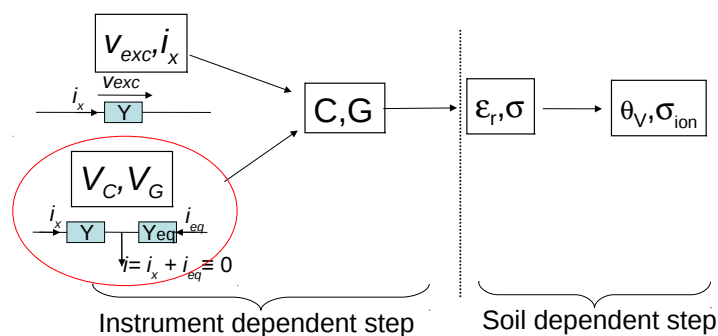 v_exc, i_x
v_exc
i_x
Y
C,G
ε_r,σ
θ_V,σ_ion
V_C, V_G
i_x
Y
Yeq
i_eq
i= i_x + i_eq ≡ 0
Instrument dependent step
Soil dependent step